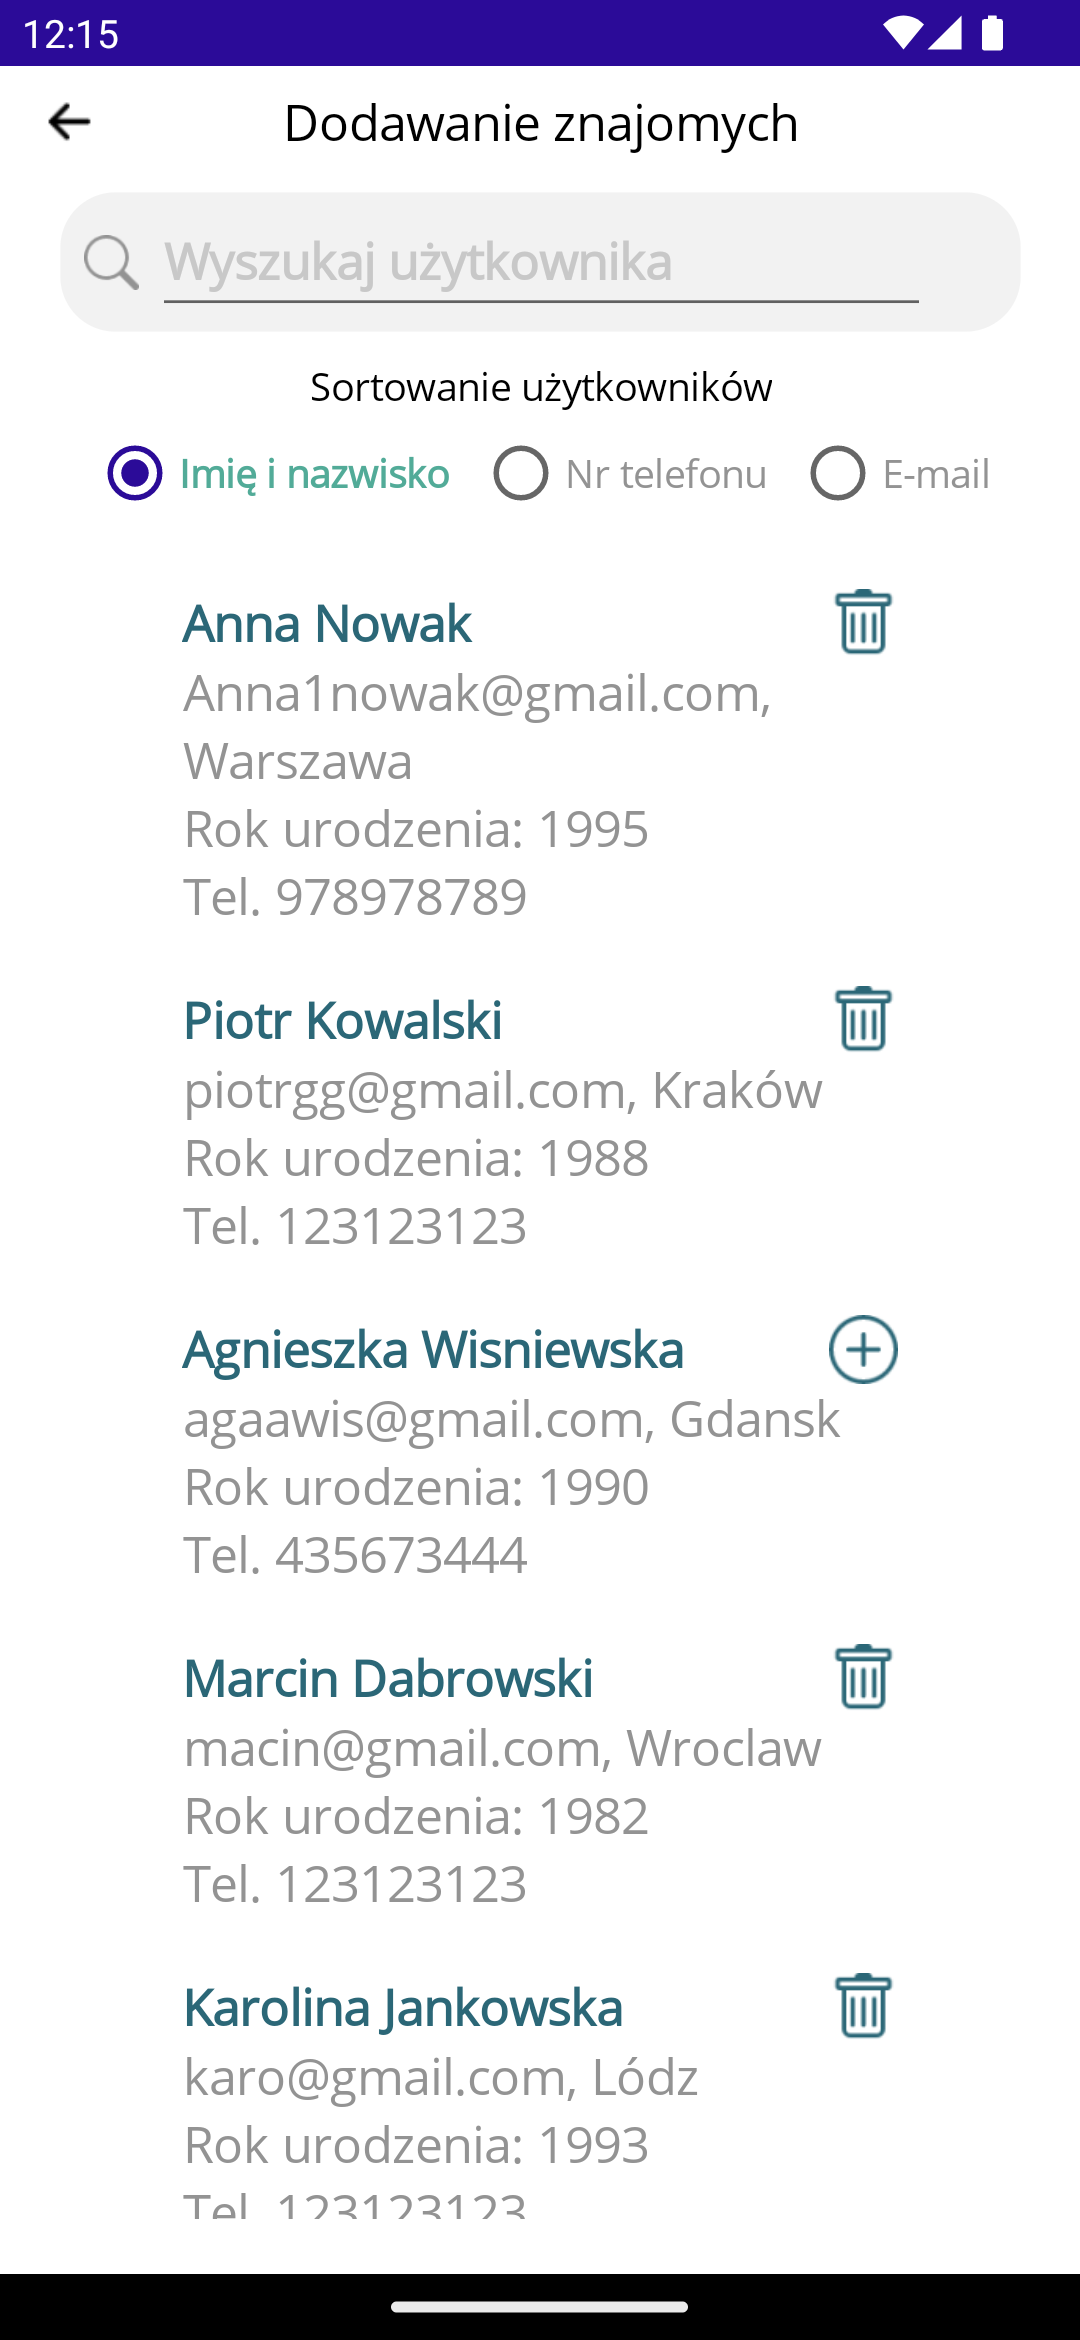 12:15
Dodawanie znajomych
Wyszukaj użytkownika
Sortowanie użytkowników
Imię i nazwisko Nr telefonu E-mail
Anna Nowak
Anna1nowak@gmail.com,
Warszawa
Rok urodzenia: 1995
Tel. 978978789
Piotr Kowalski
piotrgg@gmail.com, Kraków
Rok urodzenia: 1988
Tel. 123123123
Agnieszka Wisniewska
agaawis@gmail.com, Gdansk
Rok urodzenia: 1990
Tel. 435673444
Marcin Dabrowski
macin@gmail.com, Wroclaw
Rok urodzenia: 1982
Tel. 123123123
Karolina Jankowska
karo@gmail.com, Lódz
Rok urodzenia: 1993
Tel. 123123123